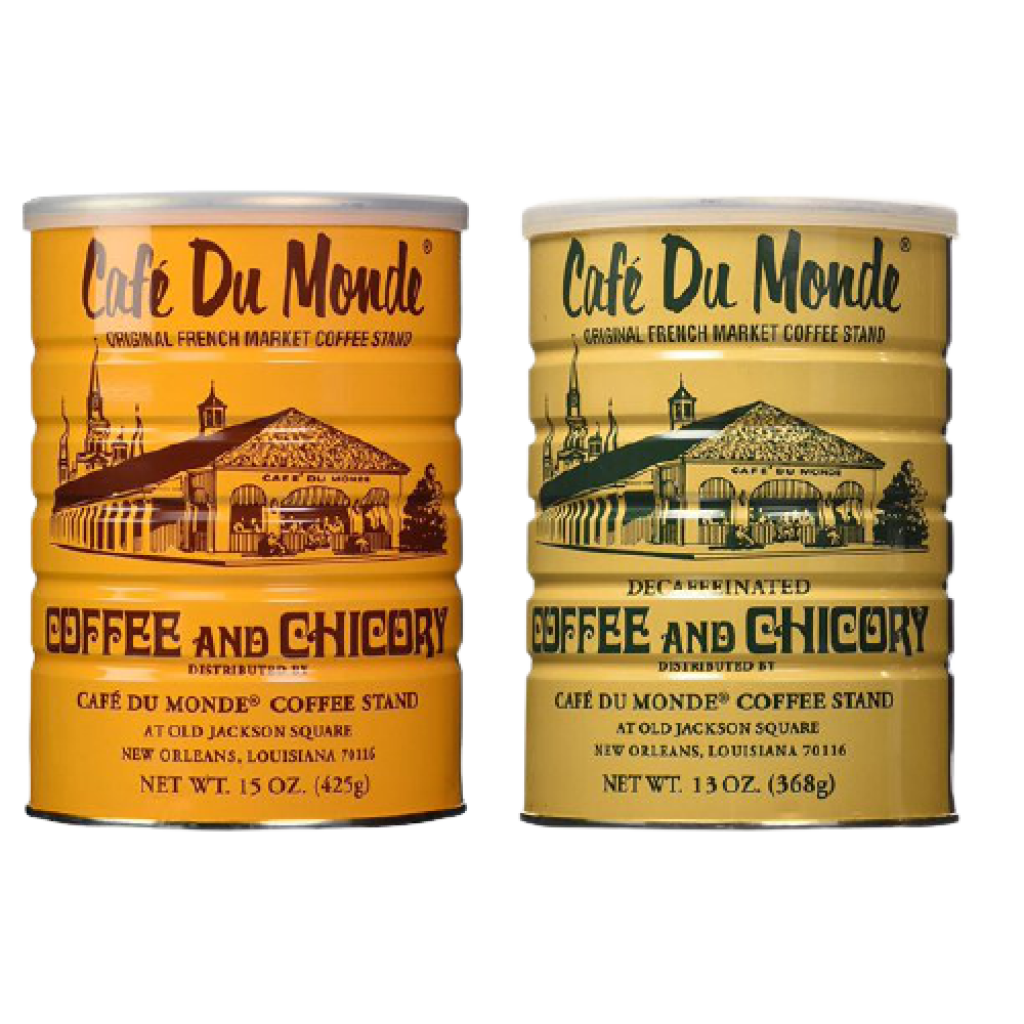 Café Du Monde®
ORIGINAL FRENCH MARKET COFFEE STAND
CAFE DU MONDE
COFFEE AND CHICORY
DISTRIBUTED BY
CAFÉ DU MONDE® COFFEE STAND
AT OLD JACKSON SQUARE
NEW ORLEANS, LOUISIANA 70116
NET WT. 15 OZ. (425g)
Café Du Monde®
ORIGINAL FRENCH MARKET COFFEE STAND
CAFE DU MONDE
DECAFFEINATED
COFFEE AND CHICORY
DISTRIBUTED BY
CAFÉ DU MONDE® COFFEE STAND
AT OLD JACKSON SQUARE
NEW ORLEANS, LOUISIANA 70116
NET WT. 13 OZ. (368g)